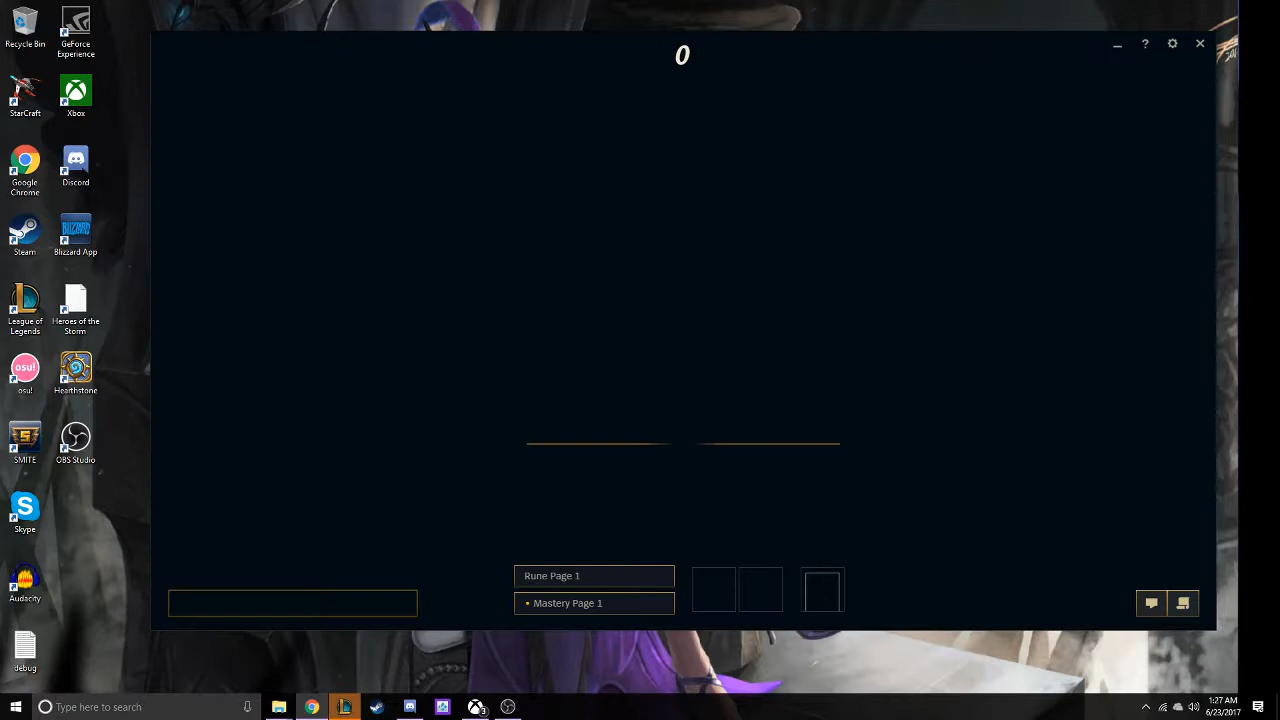 0
Recycle Bin
GeForce
Experience
StarCraft
Xbox
Google
Chrome
Discord
Steam
Blizzard App
League of
Legends
Heroes of the
Storm
osu!
osu!
Hearthstone
SMITE
OBS Studio
Skype
Audacity
debug
Rune Page 1
• Mastery Page 1
Type here to search
3
1:27 AM
6/23/2017